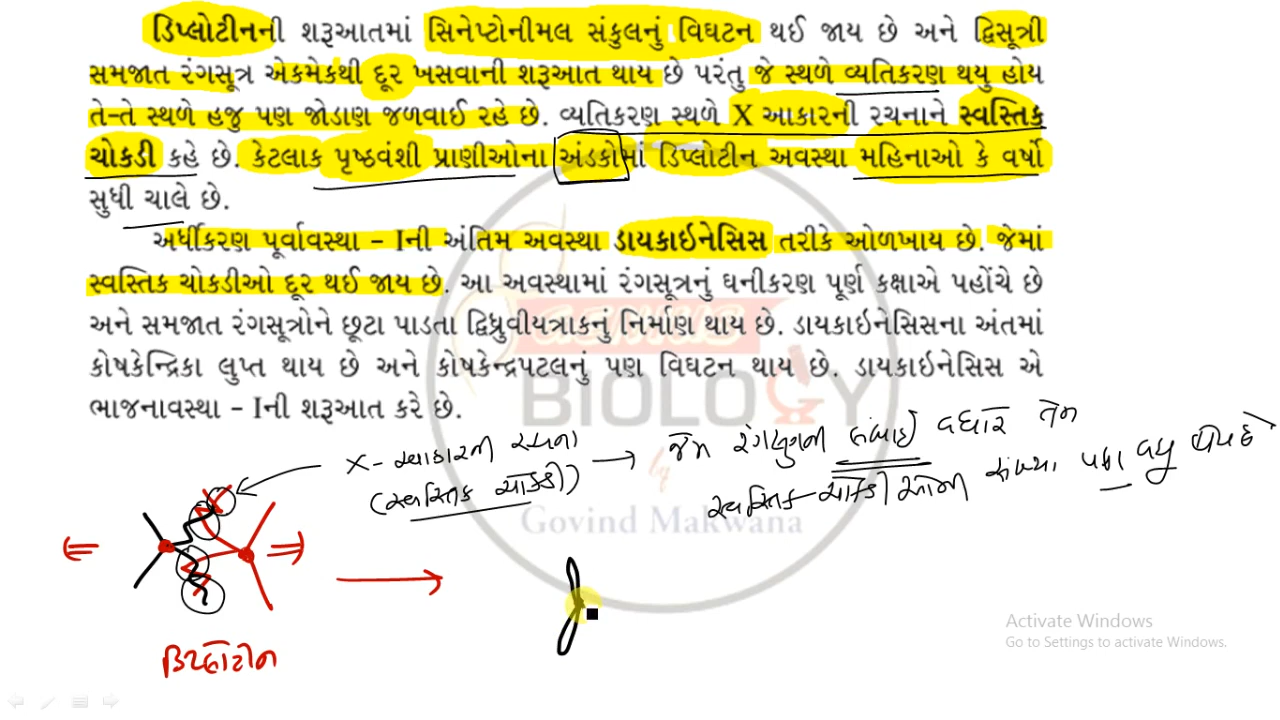 ડિપ્લોટીનની શરૂઆતમાં સિનેપ્ટોનીમલ સંકુલનું વિઘટન થઈ જાય છે અને દ્વિસૂત્રી
સમજાત રંગસૂત્ર એકમેકથી દૂર ખસવાની શરૂઆત થાય છે પરંતુ જે સ્થળે વ્યતિકરણ થયુ હોય
તે-તે સ્થળે હજુ પણ જોડાણ જળવાઈ રહે છે. વ્યતિકરણ સ્થળે X આકારની રચનાને સ્વસ્તિક
ચોકડી કહે છે. કેટલાક પૃષ્ઠવંશી પ્રાણીઓના અંડકોમાં ડિપ્લોટીન અવસ્થા મહિનાઓ કે વર્ષો
સુધી ચાલે છે.
અર્ધીકરણ પૂર્વાવસ્થા – Iની અંતિમ અવસ્થા ડાયકાઇનેસિસ તરીકે ઓળખાય છે. જેમાં
સ્વસ્તિક ચોકડીઓ દૂર થઈ જાય છે. આ અવસ્થામાં રંગસૂત્રનું ઘનીકરણ પૂર્ણ કક્ષાએ પહોંચે છે
અને સમજાત રંગસૂત્રોને છૂટા પાડતા દ્વિધ્રુવીયત્રાકનું નિર્માણ થાય છે. ડાયકાઇનેસિસના અંતમાં
કોષકેન્દ્રિકા લુપ્ત થાય છે અને કોષકેન્દ્રપટલનું પણ વિઘટન થાય છે. ડાયકાઇનેસિસ એ
ભાજનાવસ્થા – Iની શરૂઆત કરે છે.
BIOLOGY
by
Govind Makwana
X- આકારની રચના
(સ્વસ્તિક ચોકડી)
જેમ રંગસૂત્રની લંબાઈ વધારે તેમ
સ્વસ્તિક ચોકડીઓની સંખ્યા પણ વધુ
Activate Windows
Go to Settings to activate Windows.